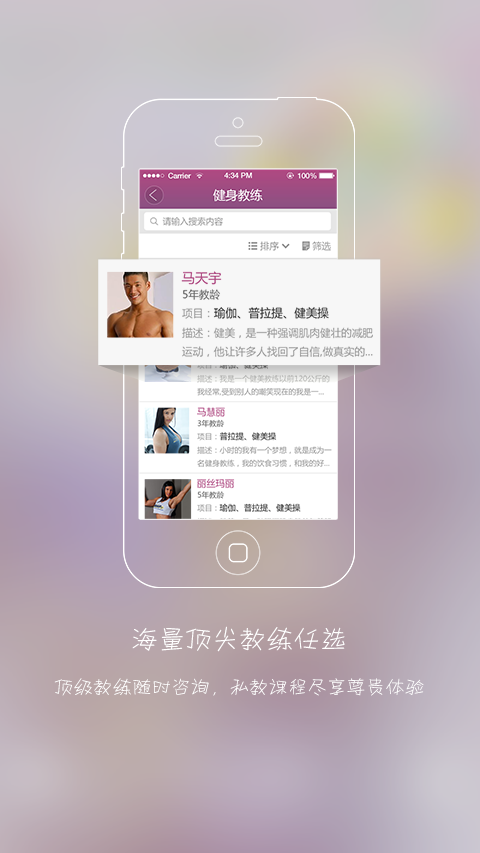 Carrier 4:34 PM 100%
健身教练
请输入搜索内容
排序 筛选
马天宇
5年教龄
项目：瑜伽、普拉提、健美操
描述：健美，是一种强调肌肉健壮的减肥
运动，他让许多人找回了自信,做真实的...
项目：瑜伽、健美操
描述：我是一个健美教练以前120公斤的
我经常,受到别人的嘲笑现在的我是一...
马慧丽
3年教龄
项目：普拉提、健美操
描述：小时的我有一个梦想，就是成为一
名健身教练，我的饮食习惯，和我的好...
丽丝玛丽
5年教龄
项目：瑜伽、普拉提、健美操
海量顶尖教练任选
顶级教练随时咨询，私教课程尽享尊贵体验